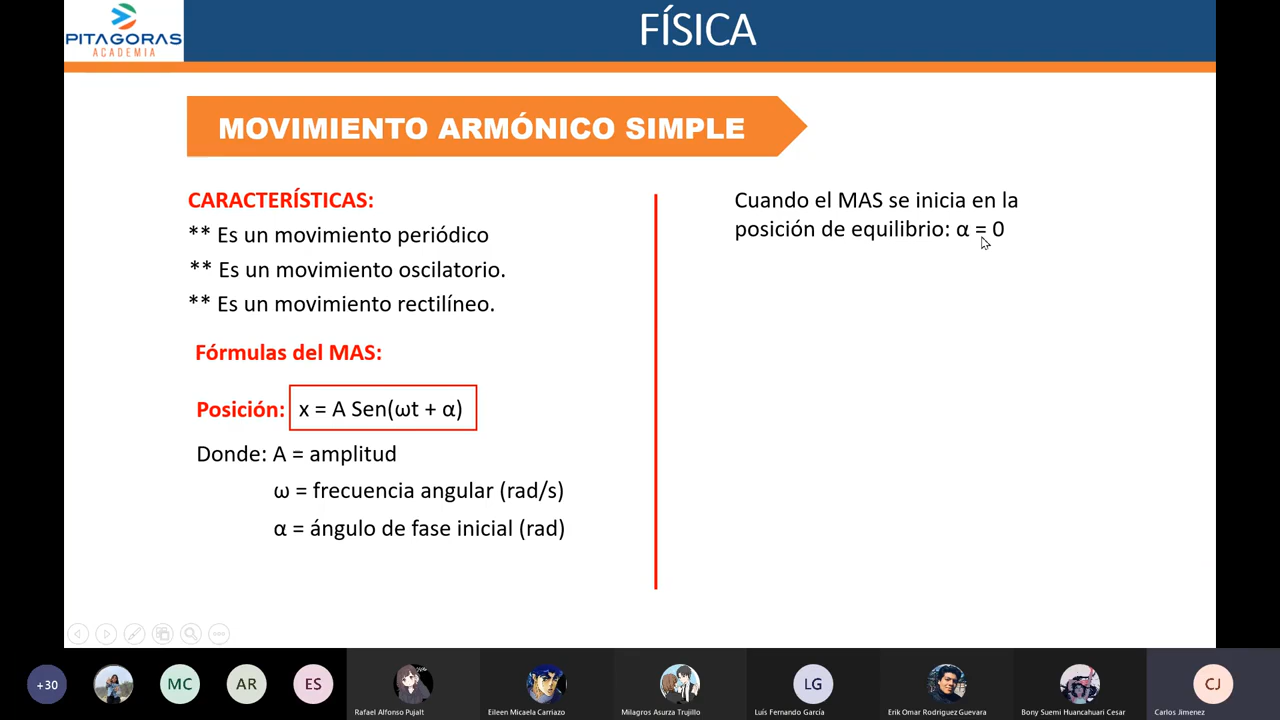 PITAGORAS
ACADEMIA
FÍSICA
MOVIMIENTO ARMÓNICO SIMPLE
CARACTERÍSTICAS:
** Es un movimiento periódico
** Es un movimiento oscilatorio.
** Es un movimiento rectilíneo.
Fórmulas del MAS:
Posición: x = A Sen(ωt + α)
Donde: A = amplitud
ω = frecuencia angular (rad/s)
α = ángulo de fase inicial (rad)
Cuando el MAS se inicia en la
posición de equilibrio: α = 0
+30
MC
AR
ES
LG
CJ
Rafael Alfonso Pujalt
Eileen Micaela Carriazo
Milagros Asurza Trujillo
Luis Fernando García
Erik Omar Rodriguez Guevara
Bony Suemi Huancahuari Cesar
Carlos Jimenez